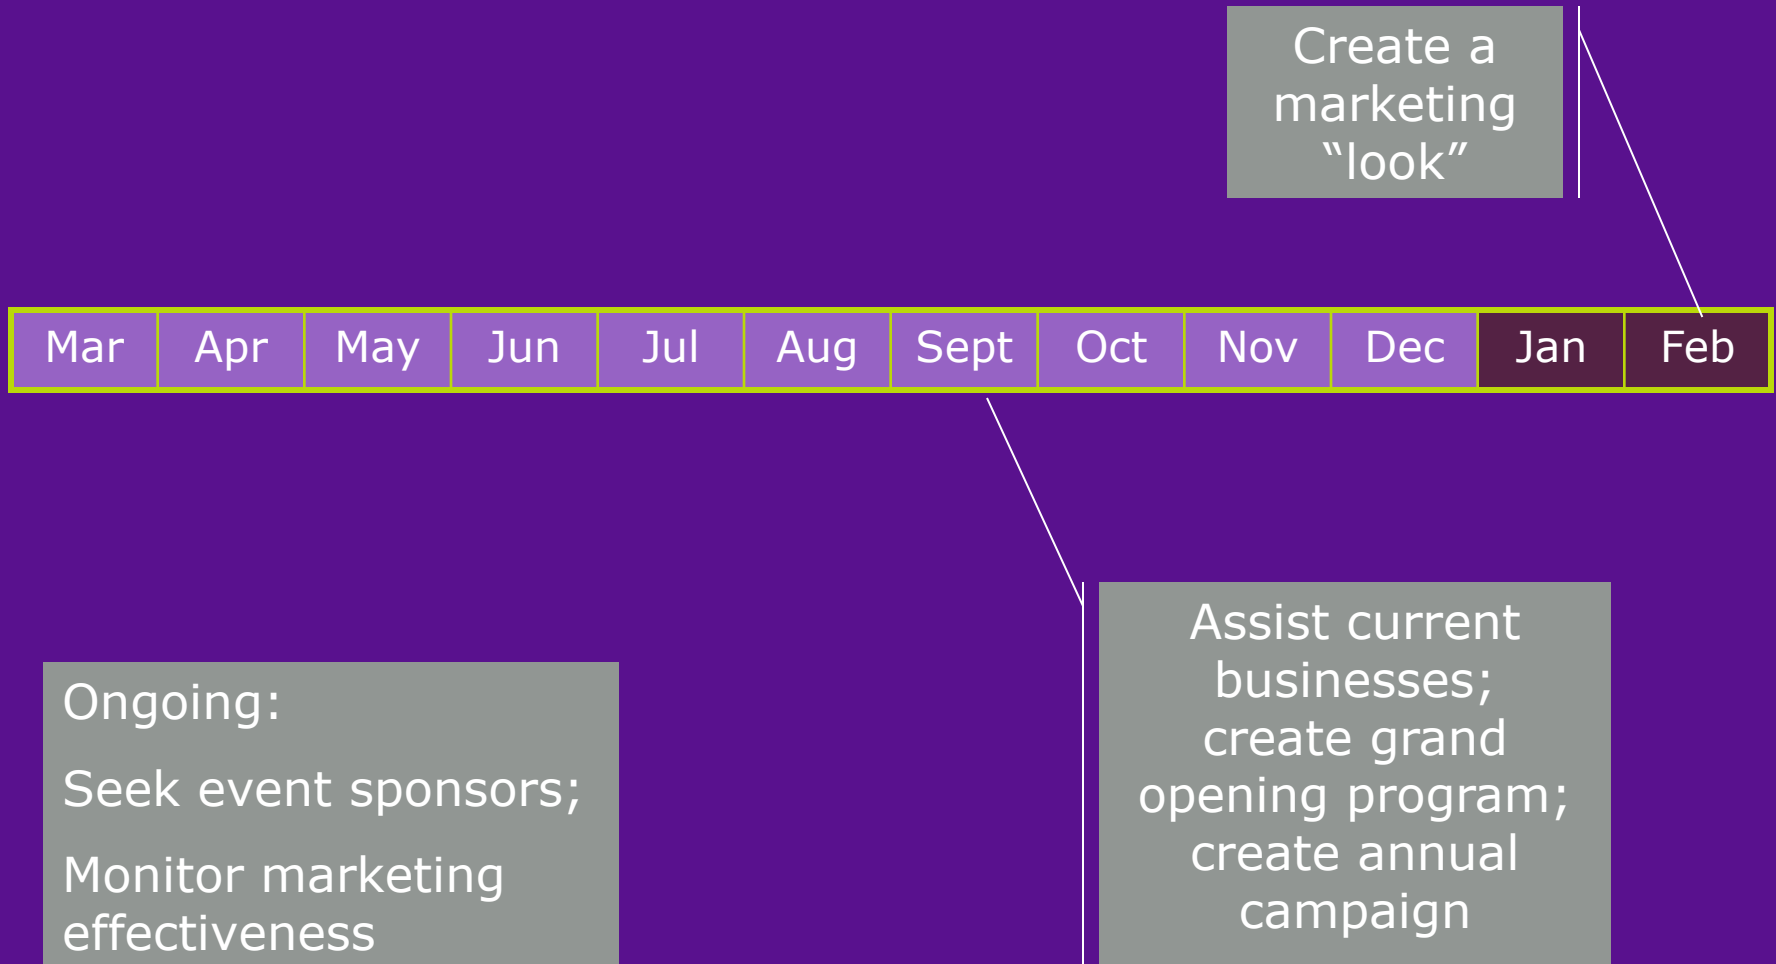 Create a
marketing
“look”
Mar Apr May Jun Jul Aug Sept Oct Nov Dec Jan Feb
Ongoing:
Seek event sponsors;
Monitor marketing
effectiveness
Assist current
businesses;
create grand
opening program;
create annual
campaign